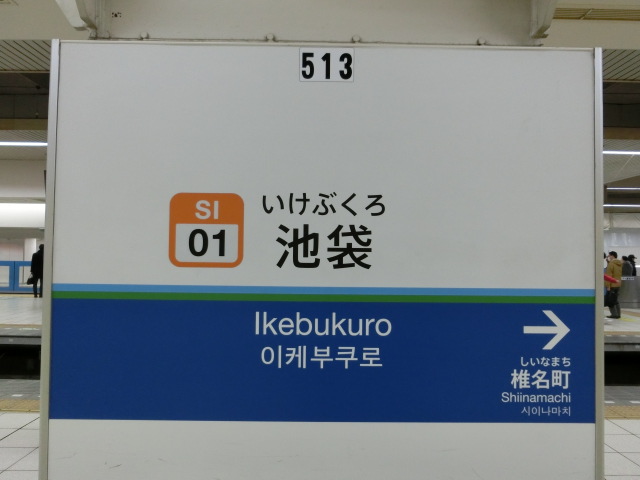 513
SI
01
いけぶくろ
池袋
Ikebukuro
이케부쿠로
しいなまち
椎名町
Shiinamachi
시이나마치